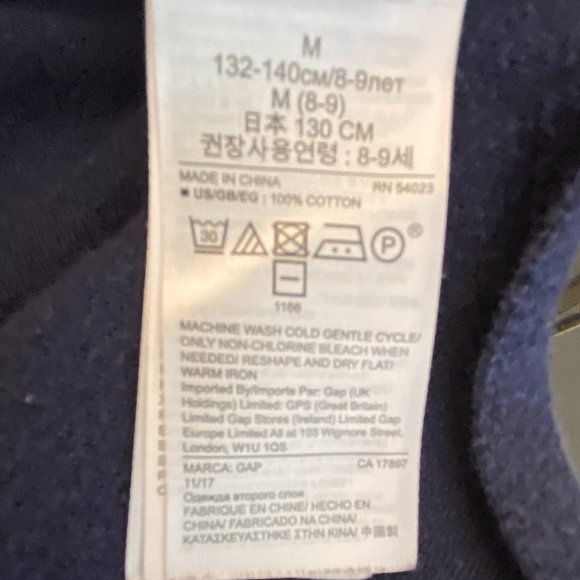 M
132-140см/8-9лет
M (8-9)
日本 130 CM
권장사용연령 : 8-9세
MADE IN CHINA RN 54023
■ US/GB/EG : 100% COTTON
30 P ®
1166
MACHINE WASH COLD GENTLE CYCLE/
ONLY NON-CHLORINE BLEACH WHEN
NEEDED/ RESHAPE AND DRY FLAT/
WARM IRON
Imported By/Importe Par: Gap (UK
Holdings) Limited: GPS (Great Britain)
Limited Gap Stores (Ireland) Limited Gap
Europe Limited All at 103 Wigmore Street,
London, W1U 1QS
MARCA: GAP CA 17897
11/17
Одежда второго слоя
FABRIQUE EN CHINE/ HECHO EN
CHINA/ FABRICADO NA CHINA/
ΚΑΤΑΣΚΕΥΑΣΤΗΚΕ ΣΤΗΝ ΚΙΝΑ/ 中國製